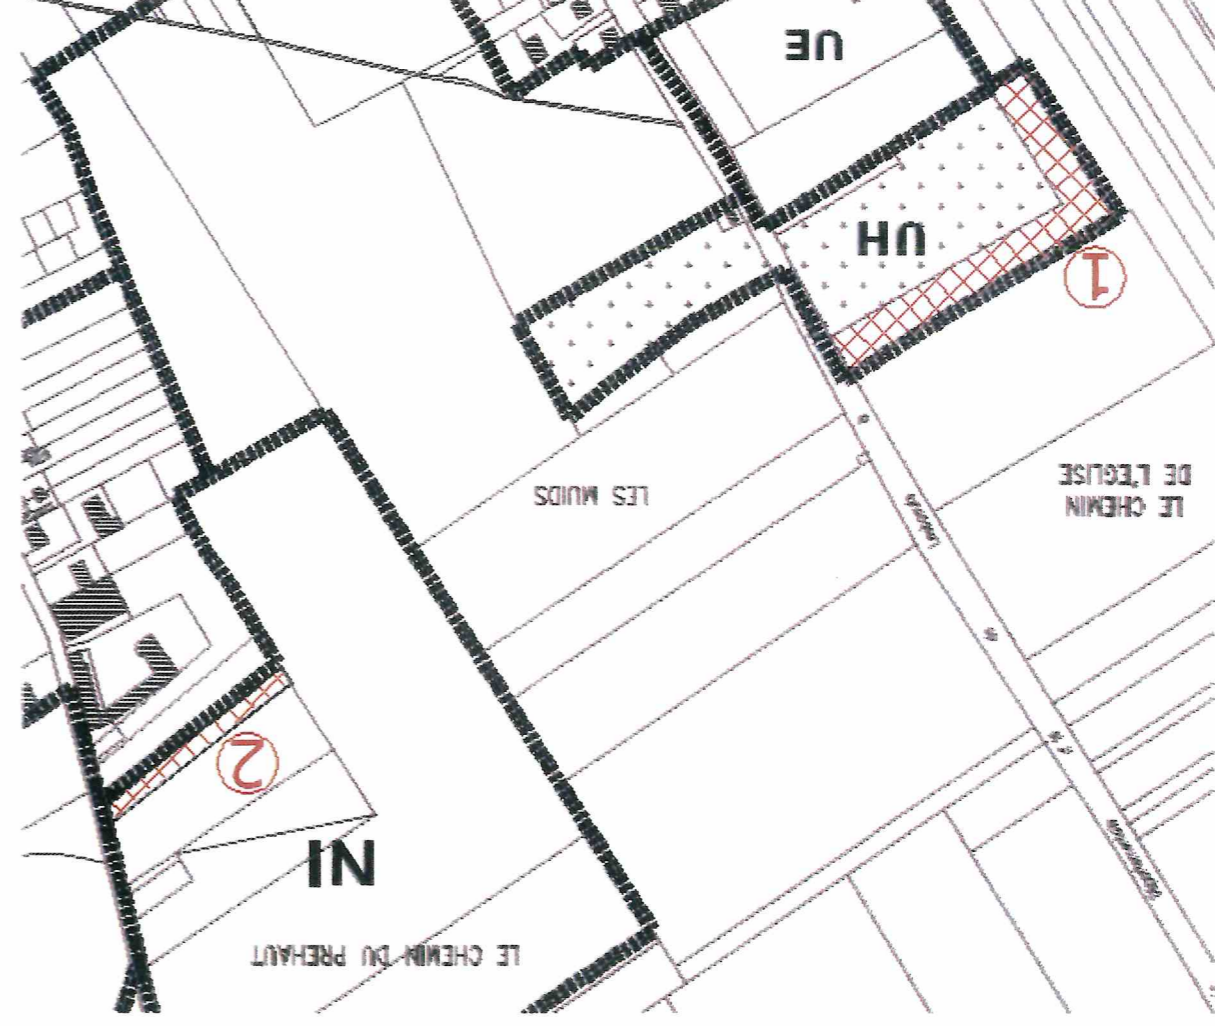 LE CHEMIN DU PREHAUT
NI
2
LE CHEMIN
DE L'EGLISE
LES MUIDS
1
UH
UE